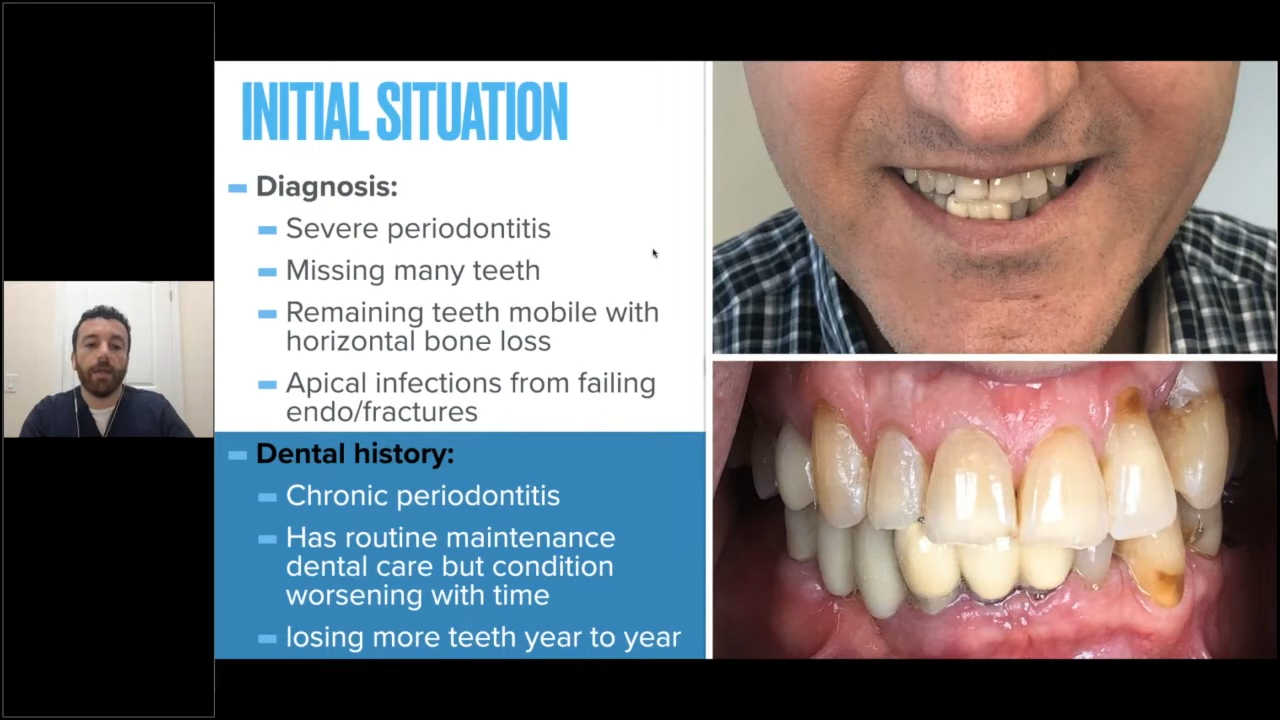 INITIAL SITUATION
Diagnosis:
Severe periodontitis
Missing many teeth
Remaining teeth mobile with
horizontal bone loss
Apical infections from failing
endo/fractures
Dental history:
Chronic periodontitis
Has routine maintenance
dental care but condition
worsening with time
losing more teeth year to year